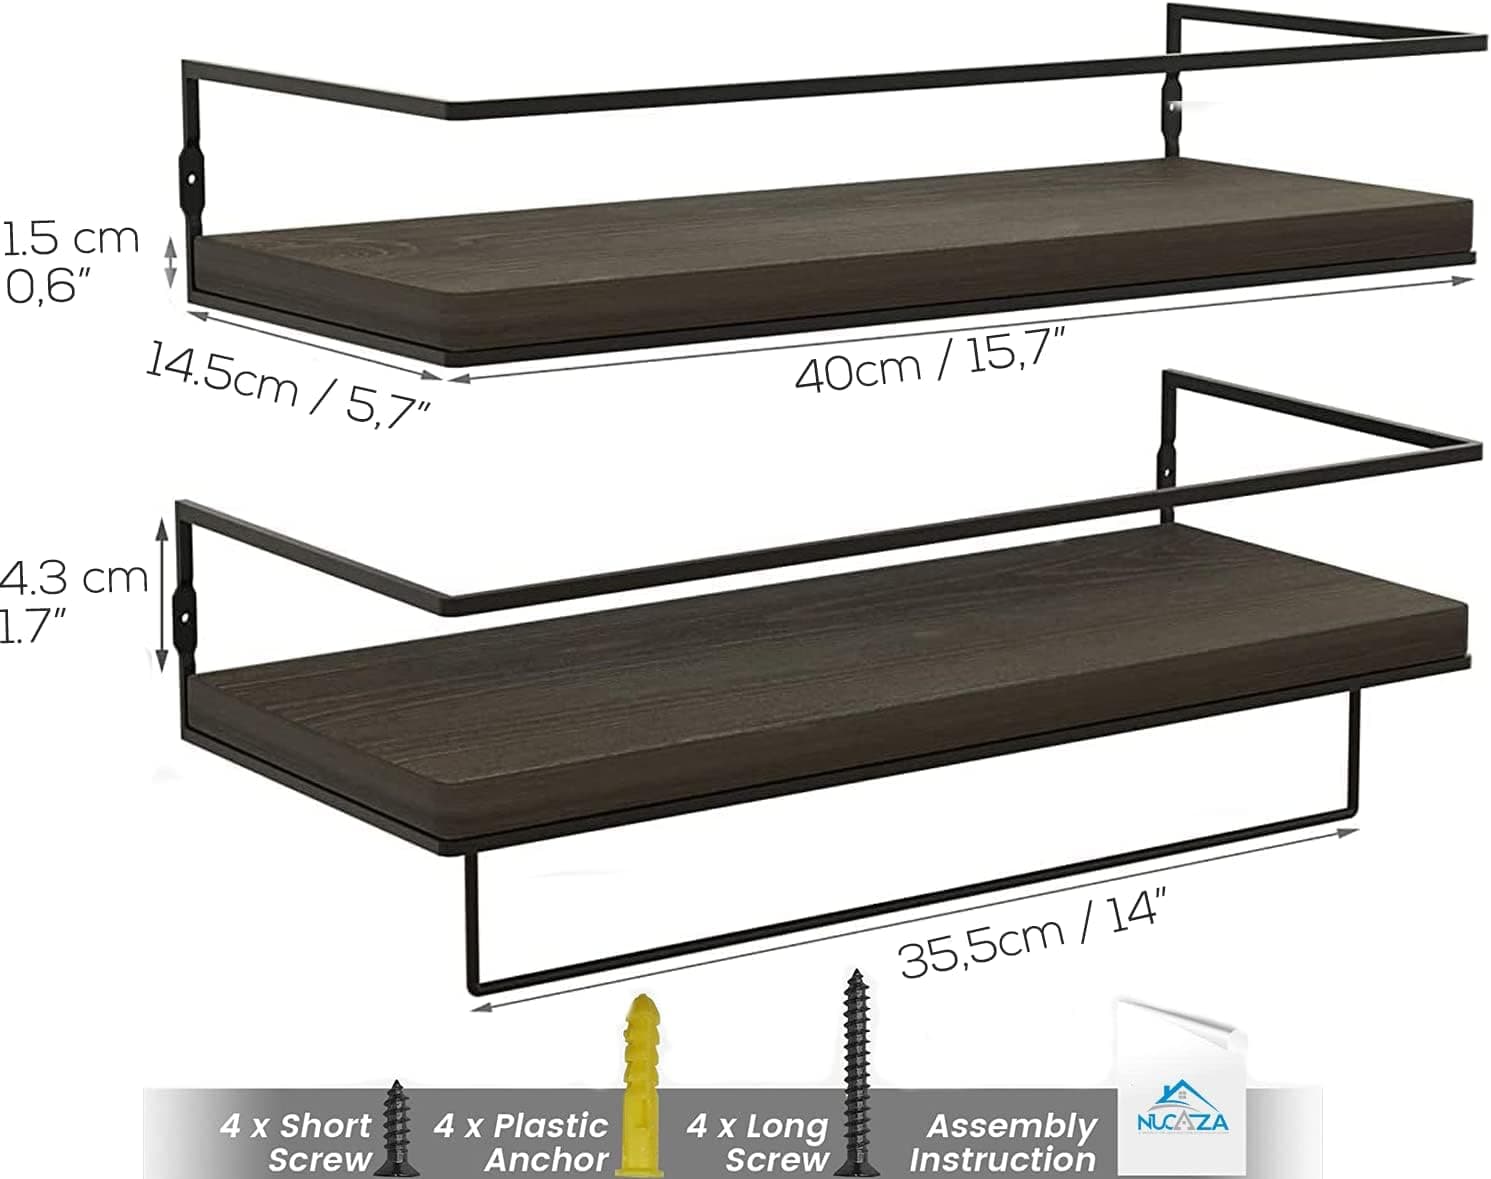 1.5 cm
0,6”
14.5cm / 5,7”
40cm / 15,7”
4.3 cm
1.7”
35,5cm / 14”
4 x Short
Screw
4 x Plastic
Anchor
4 x Long
Screw
Assembly
Instruction
NUCAZA